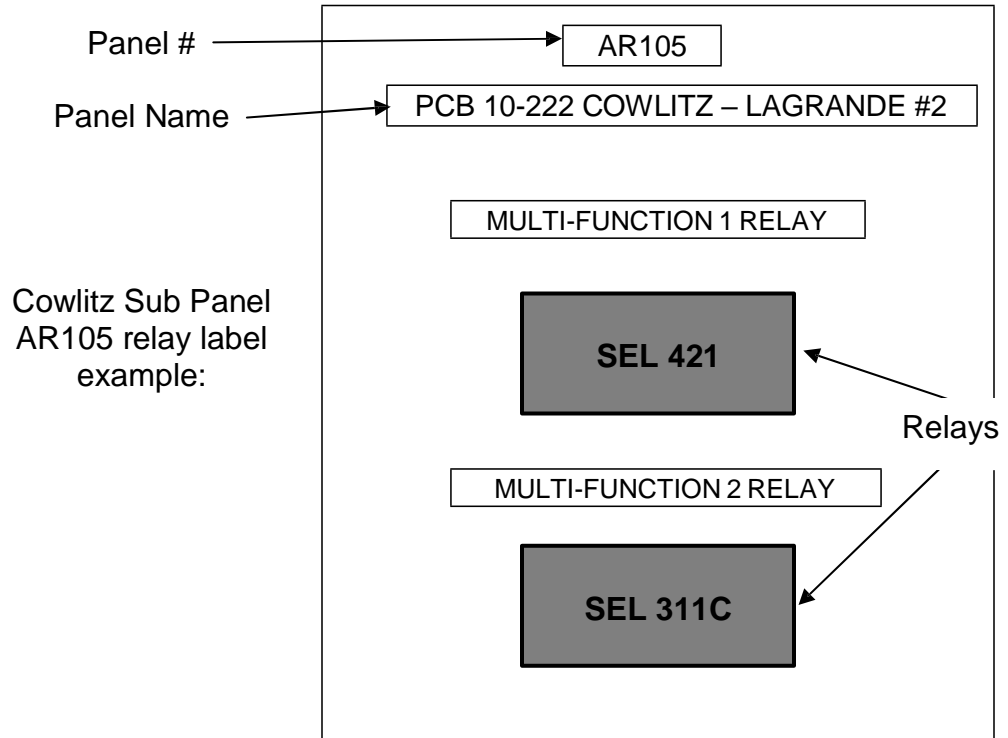 Panel #
AR105
Panel Name
PCB 10-222 COWLITZ – LAGRANDE #2
MULTI-FUNCTION 1 RELAY
Cowlitz Sub Panel
AR105 relay label
example:
SEL 421
Relays
MULTI-FUNCTION 2 RELAY
SEL 311C